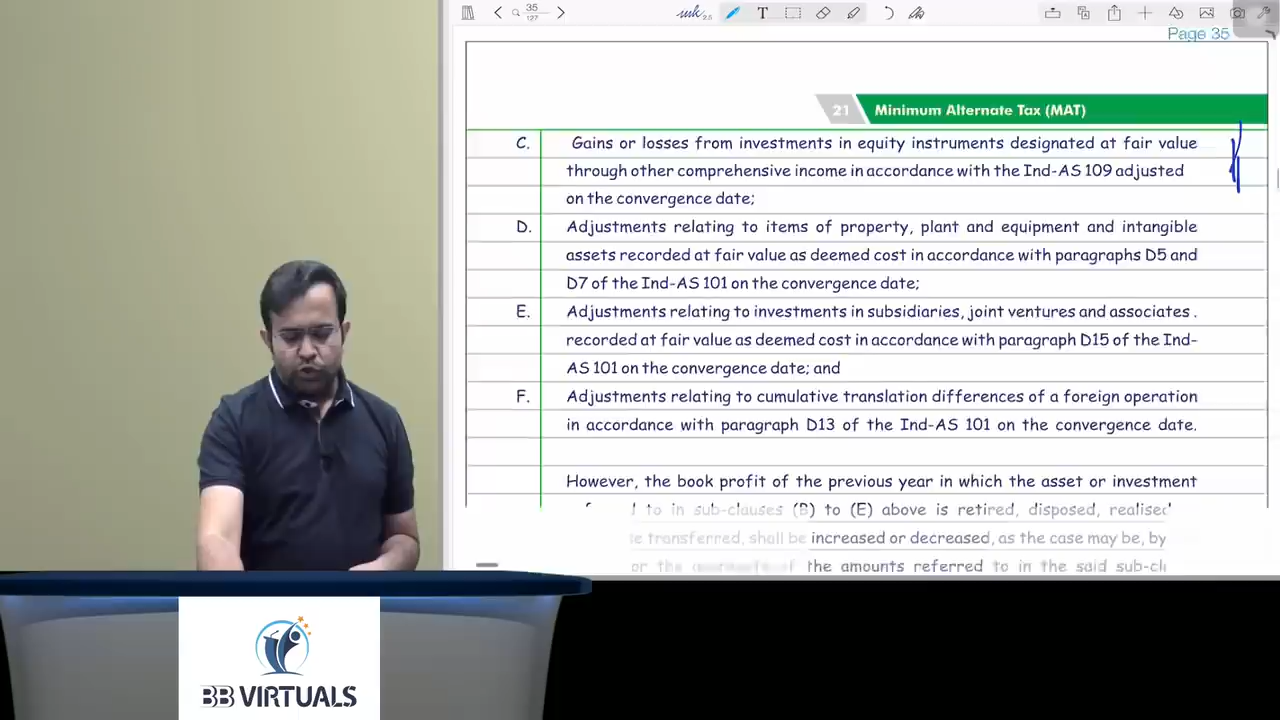 35
127
2.5
T
Page 35
21 Minimum Alternate Tax (MAT)
C. Gains or losses from investments in equity instruments designated at fair value
through other comprehensive income in accordance with the Ind-AS 109 adjusted
on the convergence date;
D. Adjustments relating to items of property, plant and equipment and intangible
assets recorded at fair value as deemed cost in accordance with paragraphs D5 and
D7 of the Ind-AS 101 on the convergence date;
E. Adjustments relating to investments in subsidiaries, joint ventures and associates .
recorded at fair value as deemed cost in accordance with paragraph D15 of the Ind-
AS 101 on the convergence date; and
F. Adjustments relating to cumulative translation differences of a foreign operation
in accordance with paragraph D13 of the Ind-AS 101 on the convergence date.
However, the book profit of the previous year in which the asset or investment
to in sub-clauses (B) to (E) above is retired, disposed, realised
transferred, shall be increased or decreased, as the case may be, by
or the of the amounts referred to in the said
BB VIRTUALS